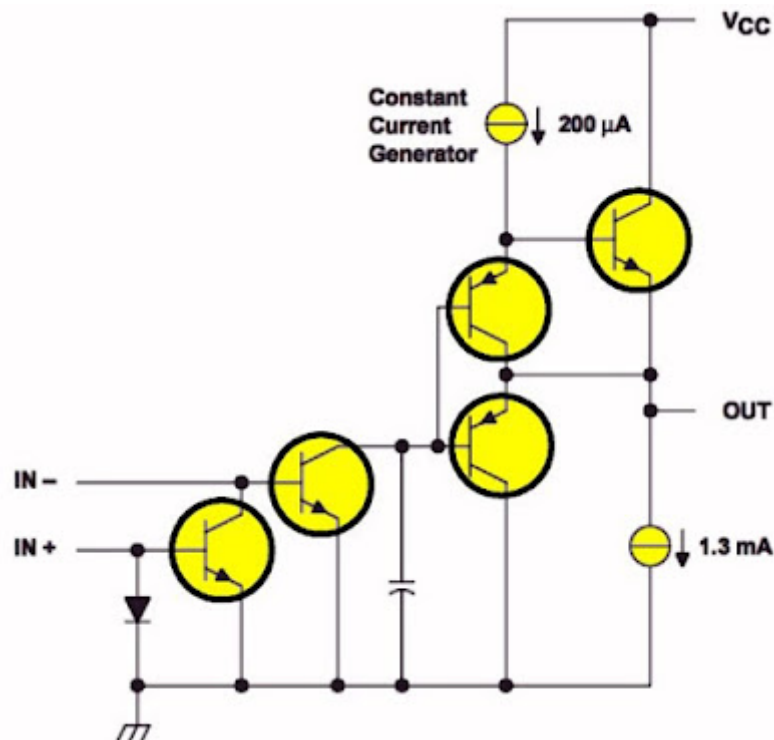 VCC
Constant
Current
Generator
200 μA
OUT
IN –
IN +
1.3 mA